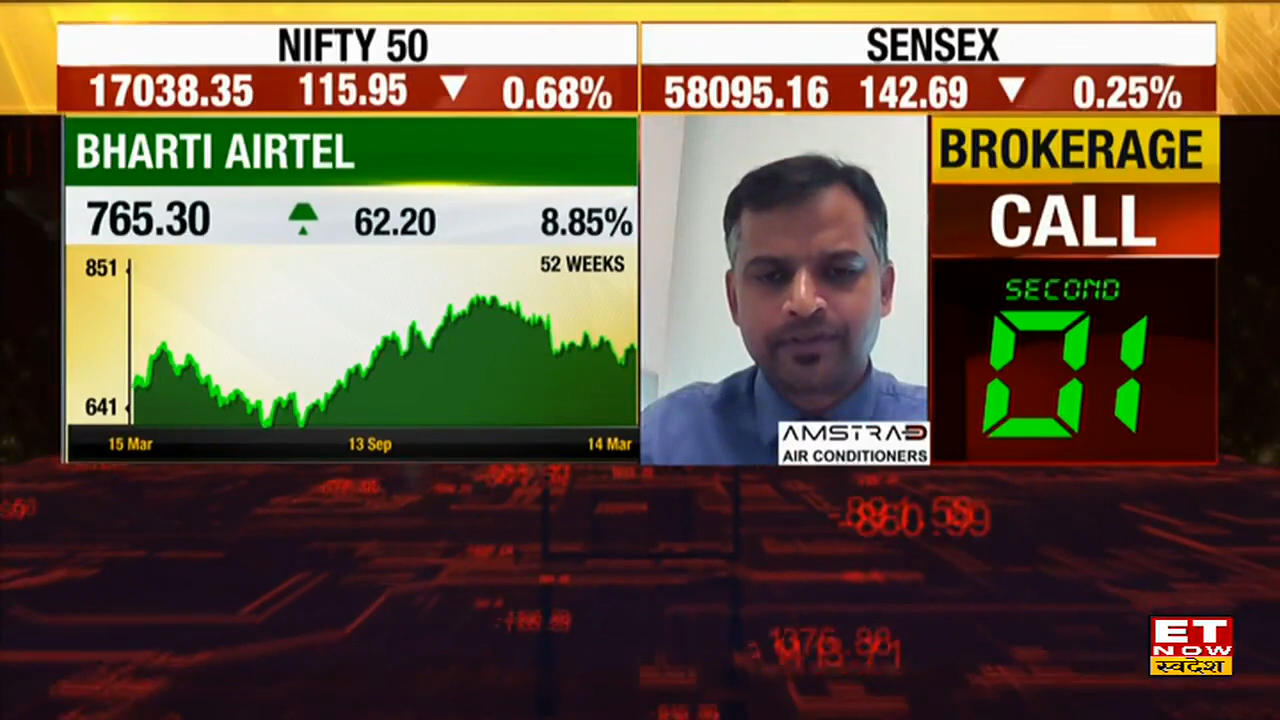 NIFTY 50
17038.35 115.95 ▼ 0.68%
SENSEX
58095.16 142.69 ▼ 0.25%
BHARTI AIRTEL
765.30 62.20 8.85%
52 WEEKS
851
641
15 Mar 13 Sep 14 Mar
AMSTRAD
AIR CONDITIONERS
BROKERAGE
CALL
SECOND
01
ET
NOW
स्वदेश